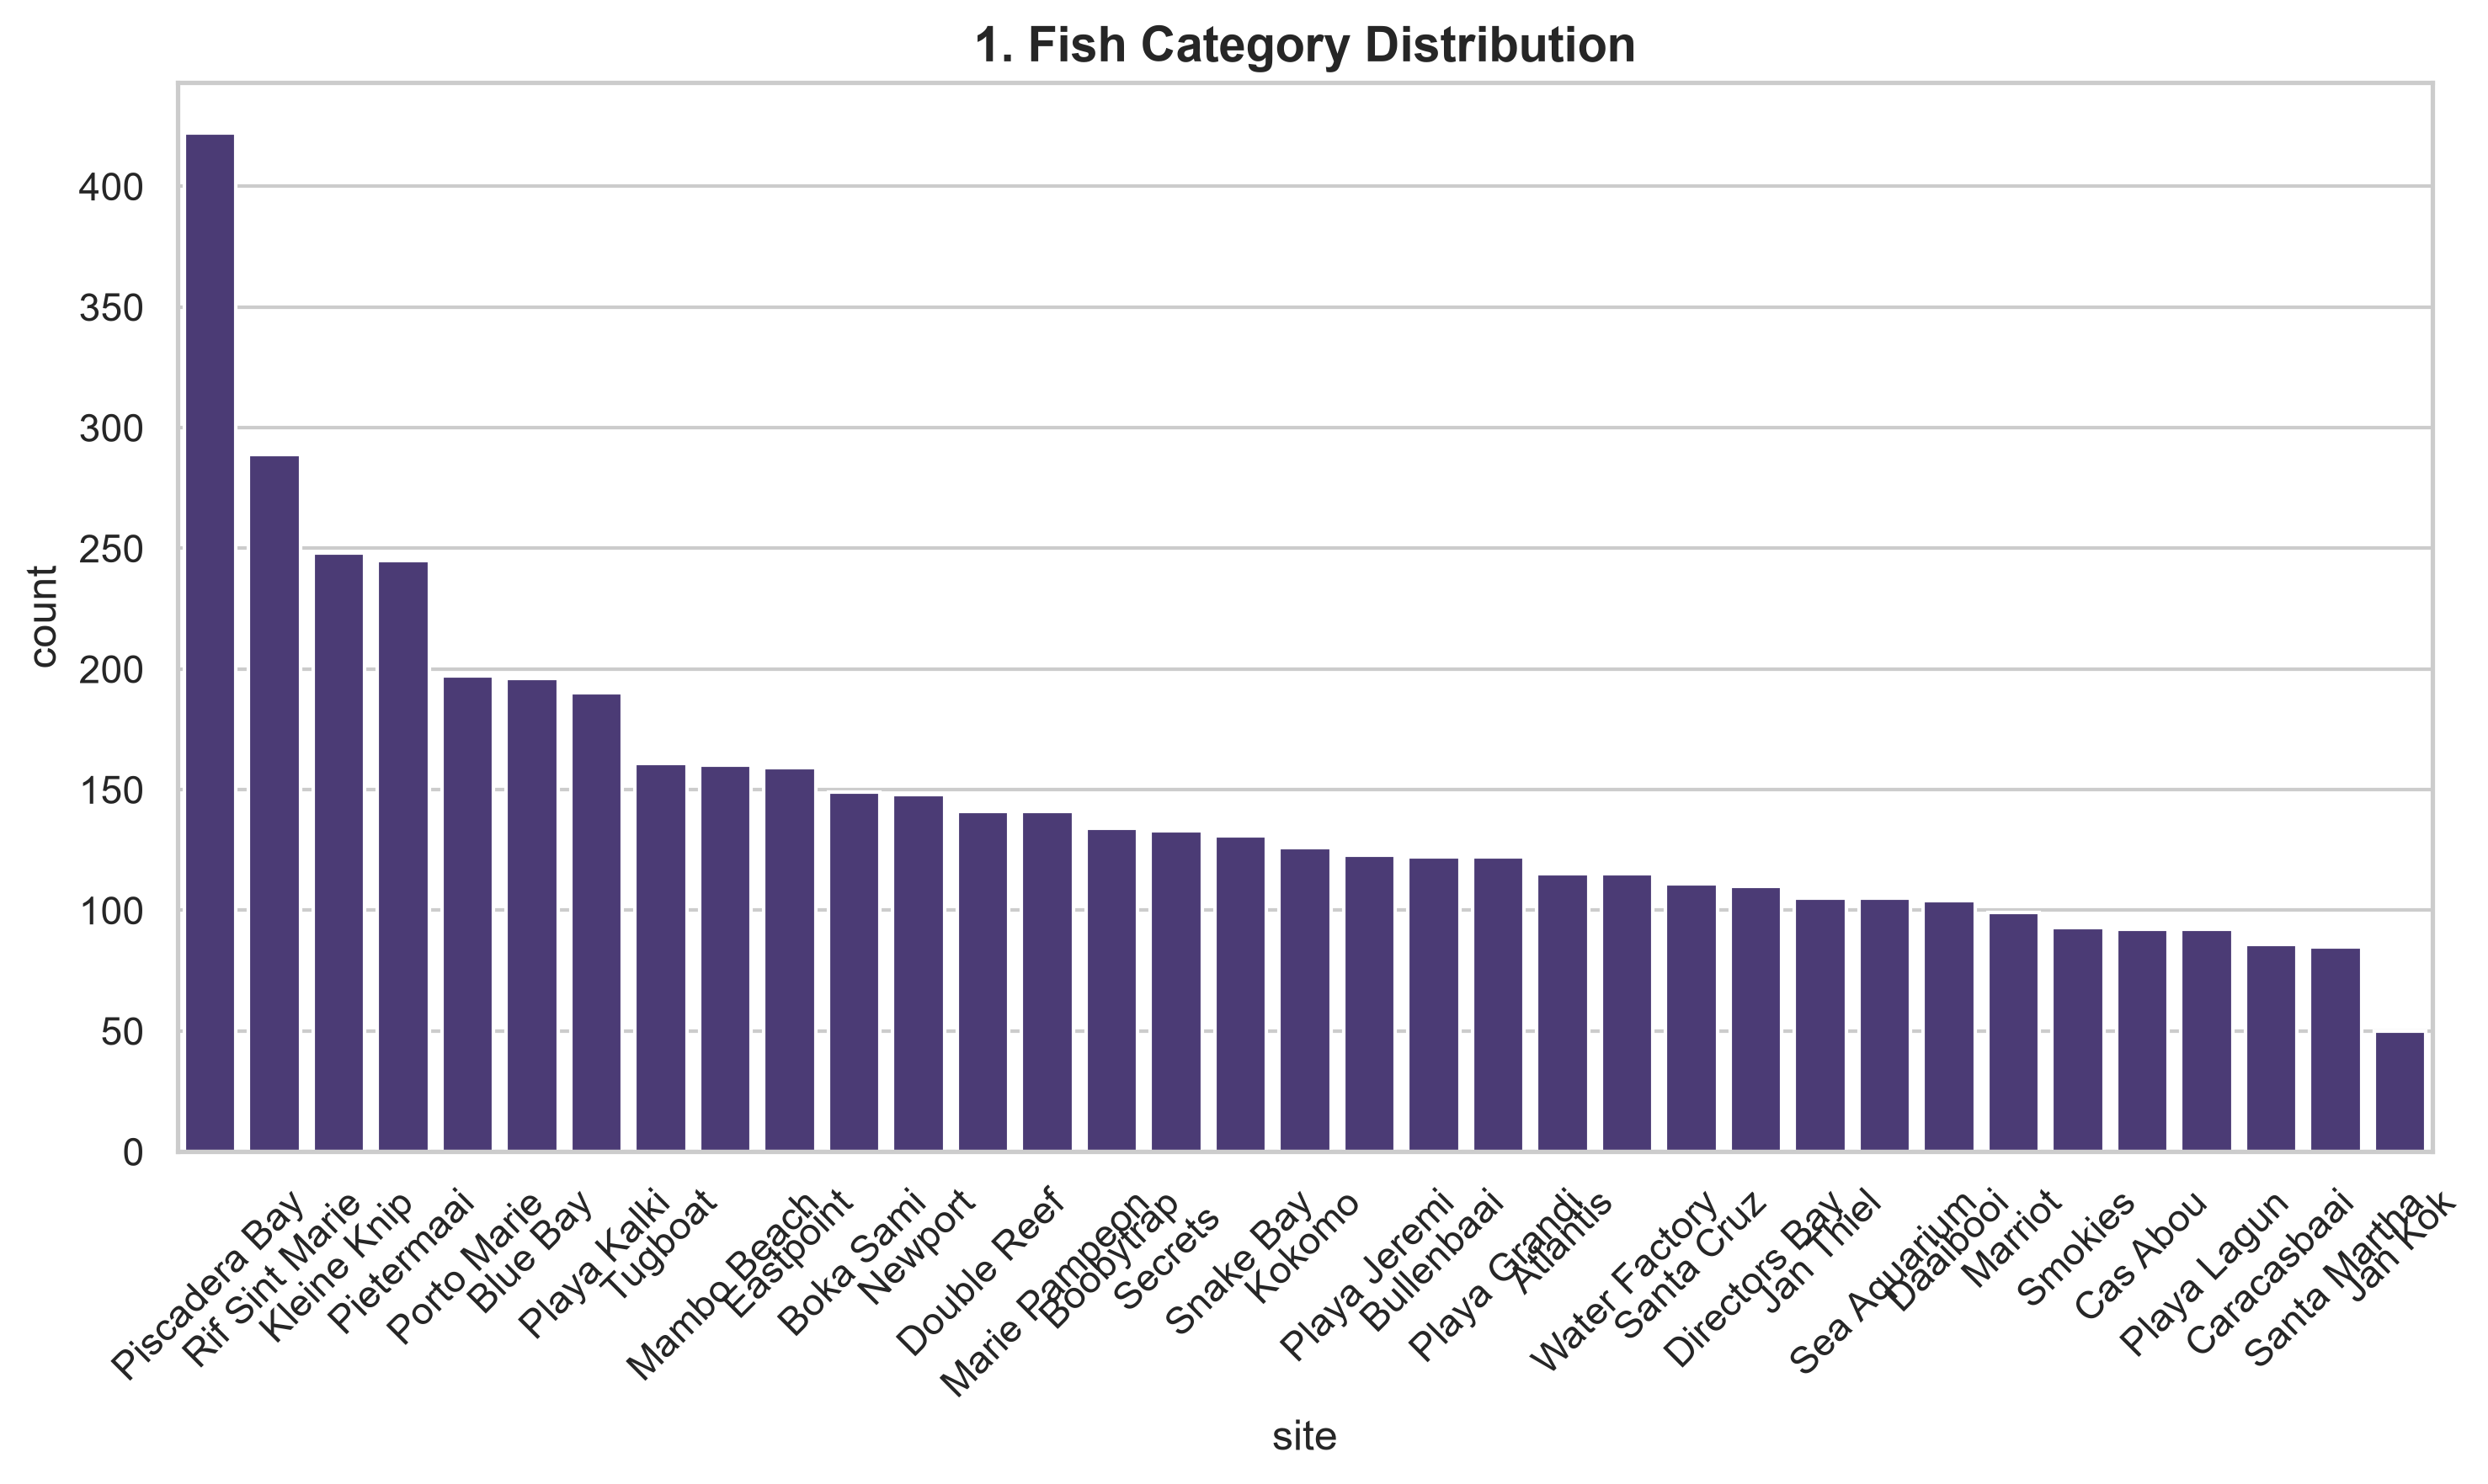 1. Fish Category Distribution
400
350
300
250
200
150
100
50
0
count
Piscadera Bay
Rif Sint Marie
Kleine Knip
Pietermaai
Porto Marie
Blue Bay
Playa Kalki
Tugboat
Mambo Beach
Eastpoint
Boka Sami
Newport
Double Reef
Marie Pampeon
Boobytrap
Secrets
Snake Bay
Kokomo
Playa Jeremi
Bullenbaai
Playa Grandi
Atlantis
Water Factory
Santa Cruz
Directors Bay
Jan Thiel
Sea Aquarium
Daaibooi
Marriot
Smokies
Cas Abou
Playa Lagun
Caracasbaai
Santa Martha
Jan Kok
site